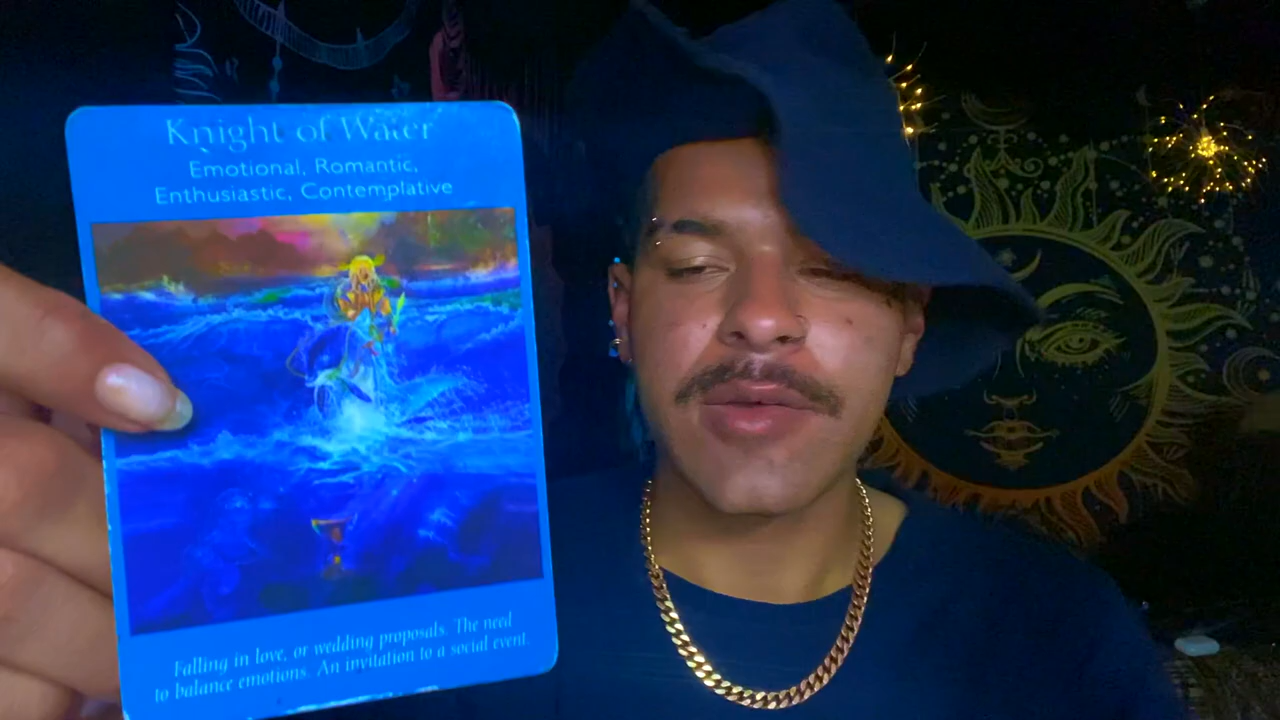 Knight of Water
Emotional, Romantic,
Enthusiastic, Contemplative
Falling in love, or wedding proposals. The need
to balance emotions. An invitation to a social event.